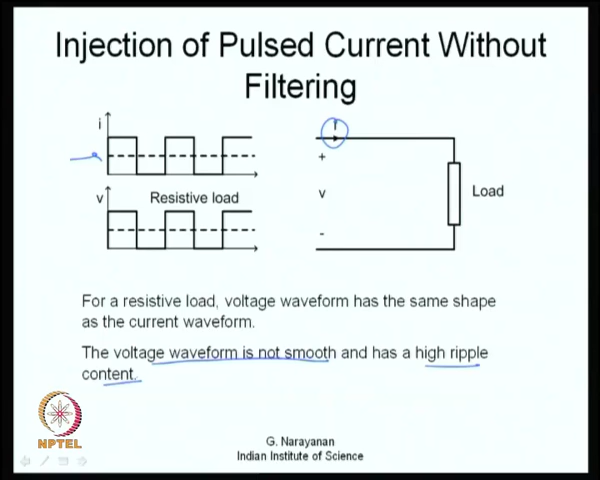 Injection of Pulsed Current Without
Filtering
i
v
Resistive load
i
+
v
-
Load
For a resistive load, voltage waveform has the same shape
as the current waveform.
The voltage waveform is not smooth and has a high ripple
content.
NPTEL
G. Narayanan
Indian Institute of Science